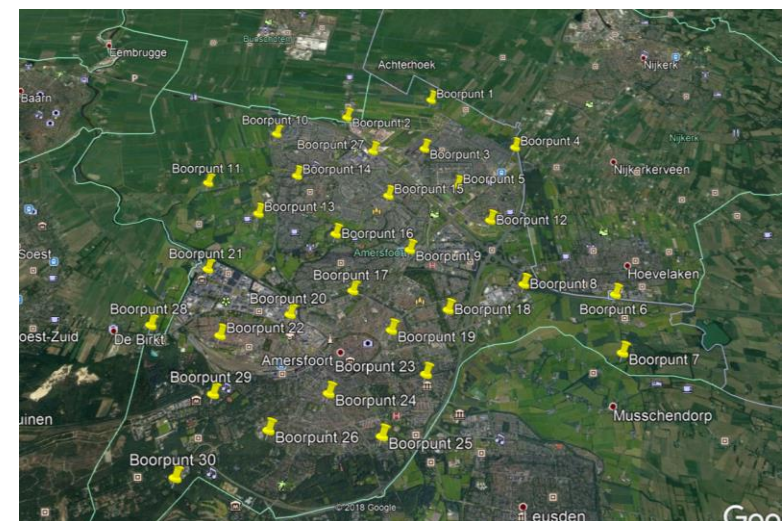 Eembrugge
Bunschoten
Achterhoek
Nijkerk
Baarn
Boorpunt 1
Boorpunt 10
Boorpunt 2
Boorpunt 4
Nijkerk
Boorpunt 27
Boorpunt 3
Boorpunt 11
Boorpunt 14
Nijkerkerveen
Boorpunt 5
Boorpunt 15
Boorpunt 13
Boorpunt 12
Boorpunt 16
Soest
Amersfoort
Boorpunt 9
Boorpunt 21
Hoevelaken
Boorpunt 17
Boorpunt 8
Boorpunt 20
Boorpunt 6
Boorpunt 28
Boorpunt 18
Boorpunt 22
oest-Zuid
De Birkt
Boorpunt 19
Amersfoort
Boorpunt 7
Boorpunt 23
Boorpunt 29
Boorpunt 24
Musschendorp
uinen
Boorpunt 26
Boorpunt 25
Boorpunt 30
© 2018 Google
eusden
Goo